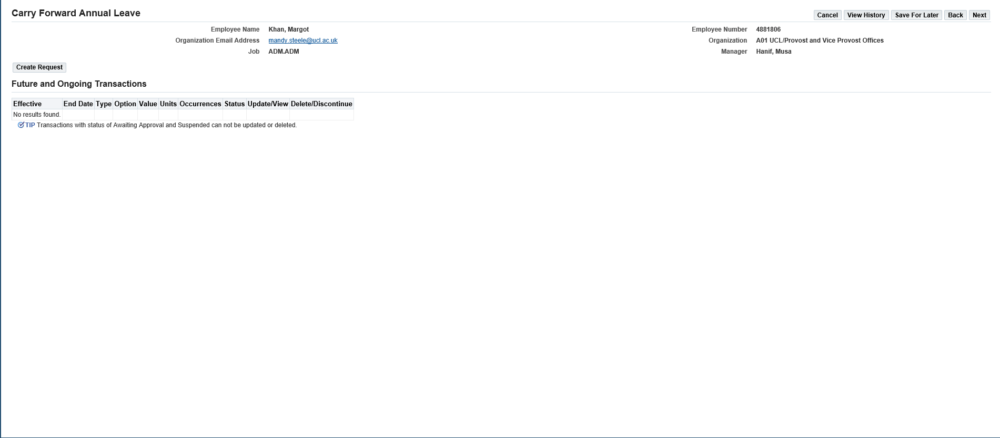 Carry Forward Annual Leave
Cancel View History Save For Later Back Next
Employee Name Khan, Margot Employee Number 4881806
Organization Email Address mandy.steele@ucl.ac.uk Organization A01 UCL/Provost and Vice Provost Offices
Job ADM.ADM Manager Hanif, Musa
Create Request
Future and Ongoing Transactions
Effective End Date Type Option Value Units Occurrences Status Update/View Delete/Discontinue
No results found.
TIP Transactions with status of Awaiting Approval and Suspended can not be updated or deleted.